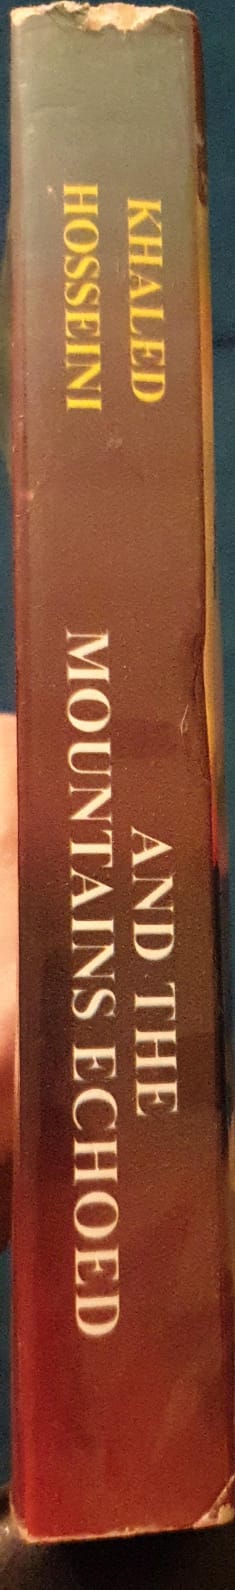 KHALED
HOSSEINI
AND THE
MOUNTAINS ECHOED